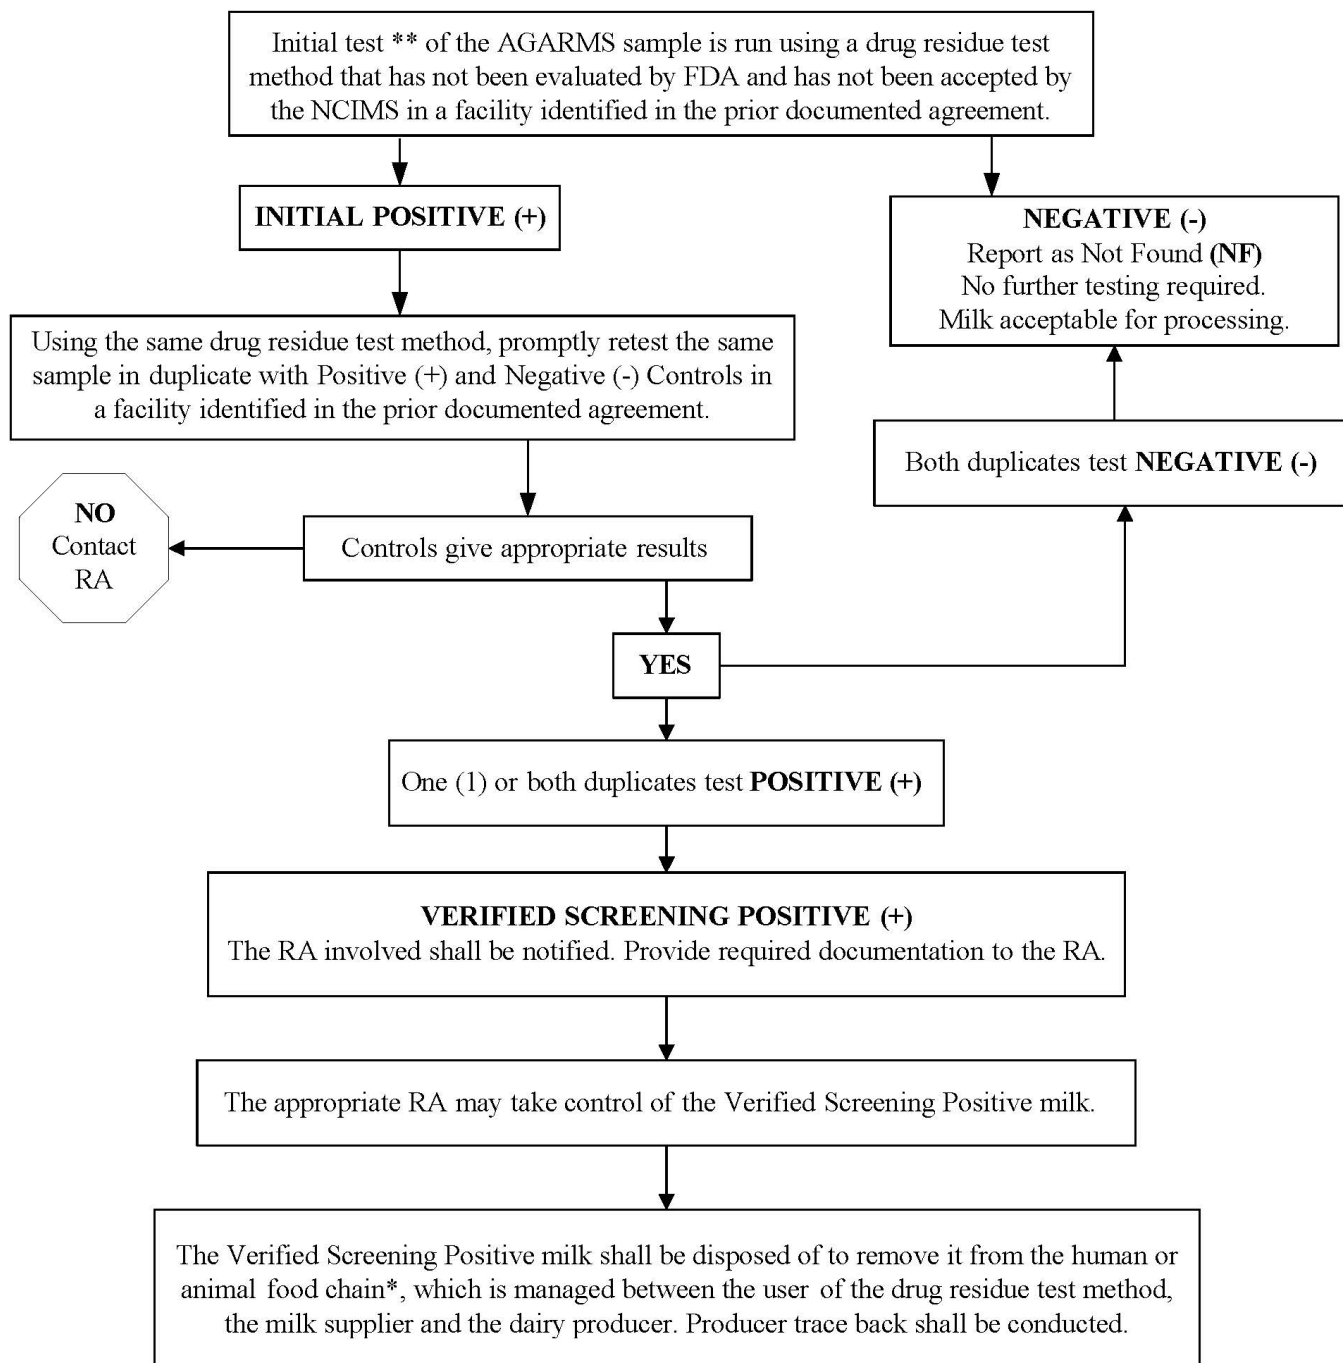 Initial test ** of the AGARMS sample is run using a drug residue test
method that has not been evaluated by FDA and has not been accepted by
the NCIMS in a facility identified in the prior documented agreement.
INITIAL POSITIVE (+)
NEGATIVE (-)
Report as Not Found (NF)
No further testing required.
Milk acceptable for processing.
Using the same drug residue test method, promptly retest the same
sample in duplicate with Positive (+) and Negative (-) Controls in
a facility identified in the prior documented agreement.
Both duplicates test NEGATIVE (-)
NO
Contact
RA
Controls give appropriate results
YES
One (1) or both duplicates test POSITIVE (+)
VERIFIED SCREENING POSITIVE (+)
The RA involved shall be notified. Provide required documentation to the RA.
The appropriate RA may take control of the Verified Screening Positive milk.
The Verified Screening Positive milk shall be disposed of to remove it from the human or
animal food chain*, which is managed between the user of the drug residue test method,
the milk supplier and the dairy producer. Producer trace back shall be conducted.